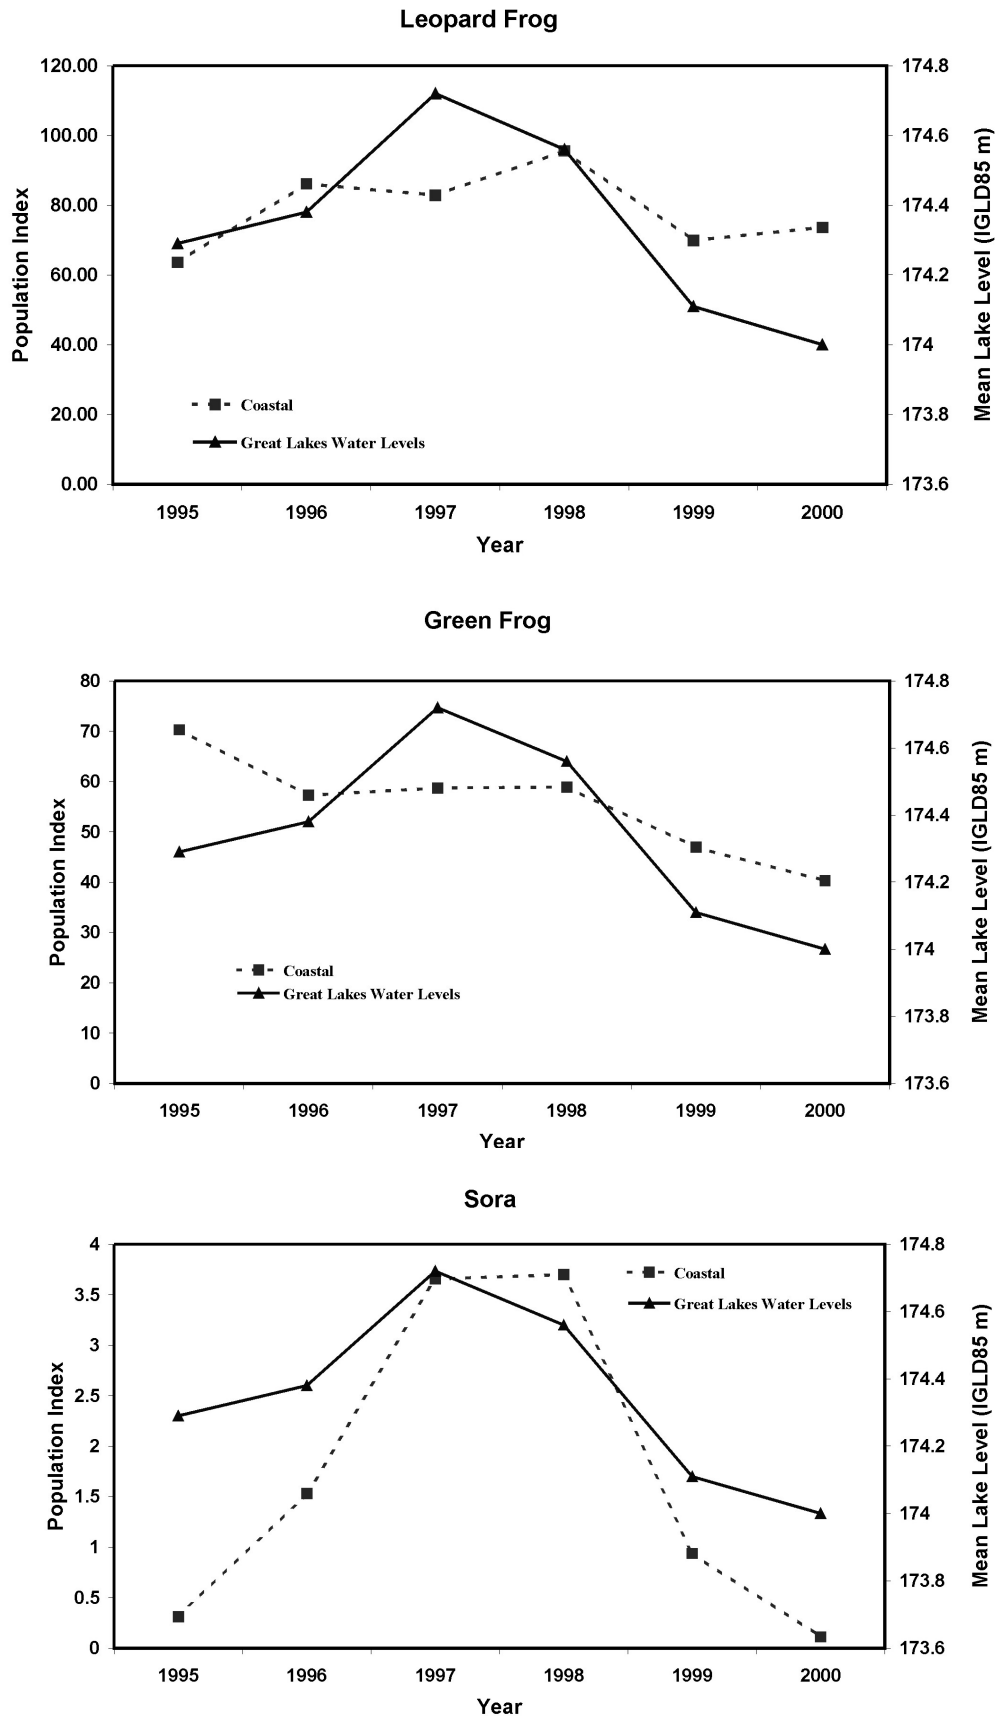 Leopard Frog
120.00
100.00
80.00
60.00
40.00
20.00
0.00
Population Index
174.8
174.6
174.4
174.2
174
173.8
173.6
Mean Lake Level (IGLD85 m)
Coastal
Great Lakes Water Levels
1995 1996 1997 1998 1999 2000
Year
Green Frog
80
70
60
50
40
30
20
10
0
Population Index
174.8
174.6
174.4
174.2
174
173.8
173.6
Mean Lake Level (IGLD85 m)
Coastal
Great Lakes Water Levels
1995 1996 1997 1998 1999 2000
Year
Sora
4
3.5
3
2.5
2
1.5
1
0.5
0
Population Index
174.8
174.6
174.4
174.2
174
173.8
173.6
Mean Lake Level (IGLD85 m)
Coastal
Great Lakes Water Levels
1995 1996 1997 1998 1999 2000
Year